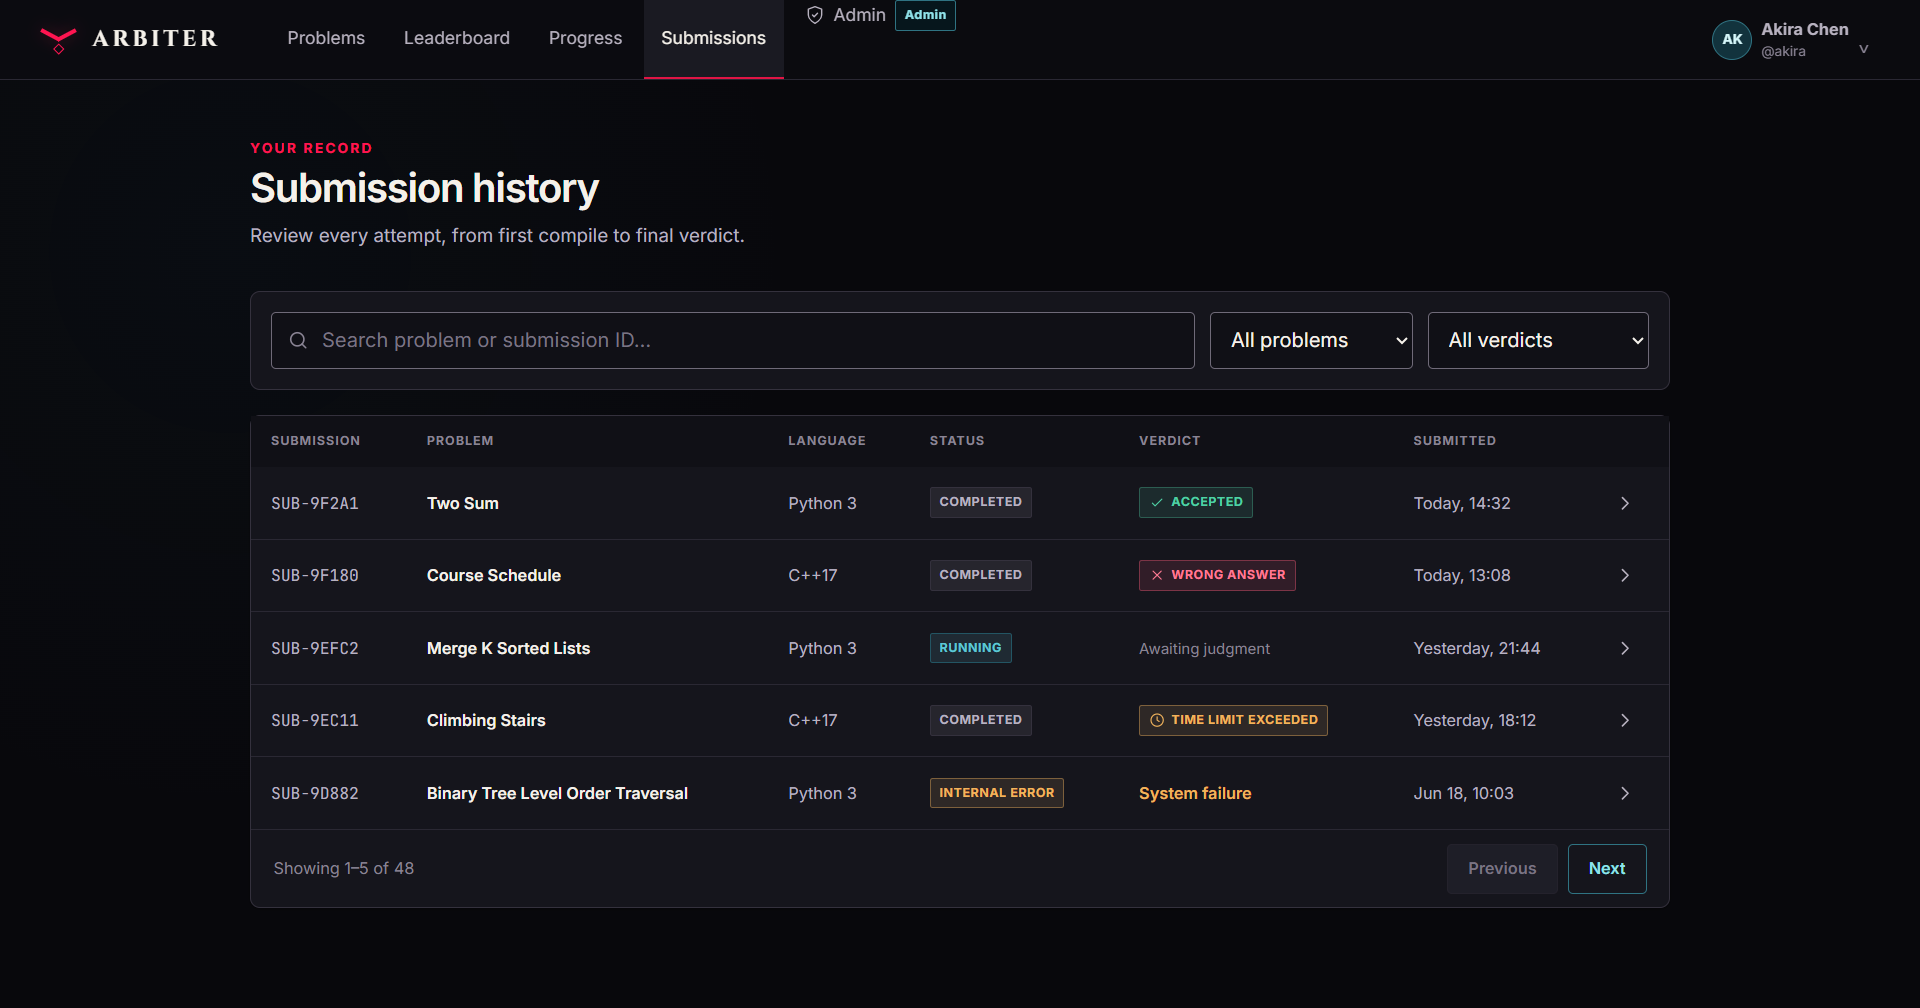 ARBITER
Problems
Leaderboard
Progress
Submissions
Admin
Admin
AK
Akira Chen
@akira
YOUR RECORD
Submission history
Review every attempt, from first compile to final verdict.
Search problem or submission ID...
All problems
All verdicts
SUBMISSION PROBLEM LANGUAGE STATUS VERDICT SUBMITTED
SUB-9F2A1 Two Sum Python 3 COMPLETED ACCEPTED Today, 14:32
SUB-9F180 Course Schedule C++17 COMPLETED WRONG ANSWER Today, 13:08
SUB-9EFC2 Merge K Sorted Lists Python 3 RUNNING Awaiting judgment Yesterday, 21:44
SUB-9EC11 Climbing Stairs C++17 COMPLETED TIME LIMIT EXCEEDED Yesterday, 18:12
SUB-9D882 Binary Tree Level Order Traversal Python 3 INTERNAL ERROR System failure Jun 18, 10:03
Showing 1–5 of 48
Previous
Next